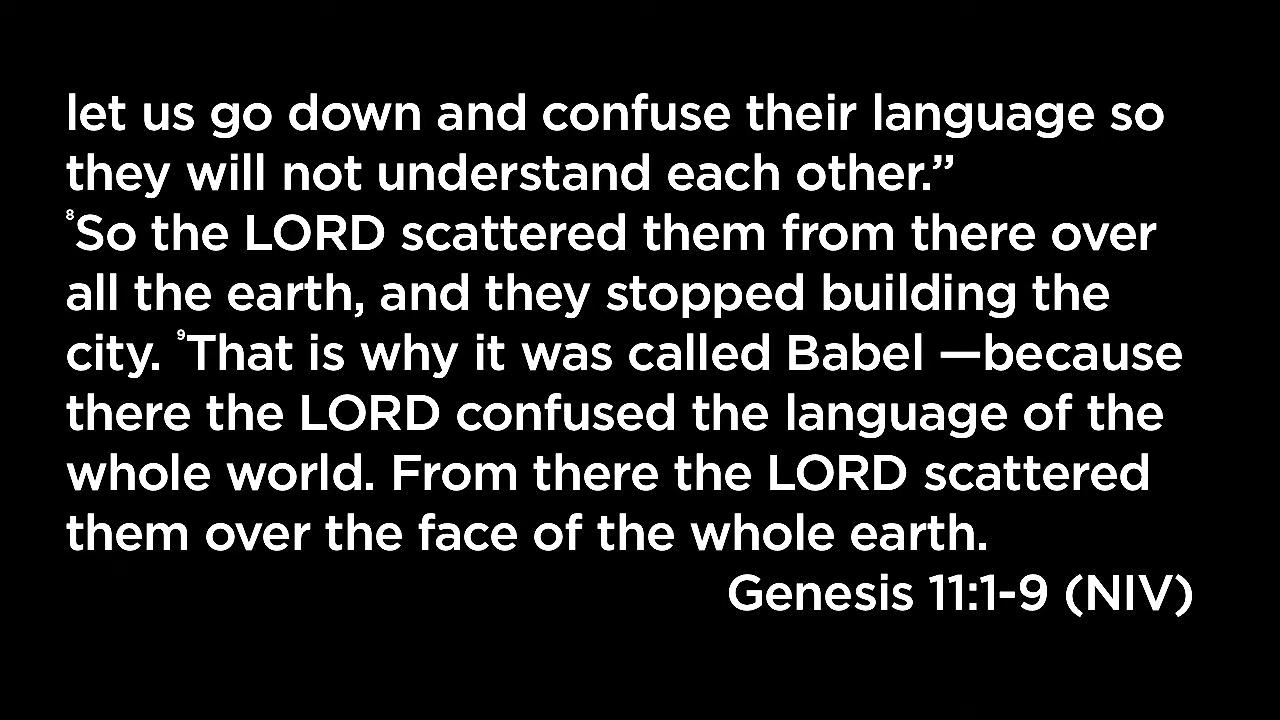 let us go down and confuse their language so
they will not understand each other.”
⁸So the LORD scattered them from there over
all the earth, and they stopped building the
city. ⁹That is why it was called Babel —because
there the LORD confused the language of the
whole world. From there the LORD scattered
them over the face of the whole earth.
Genesis 11:1-9 (NIV)